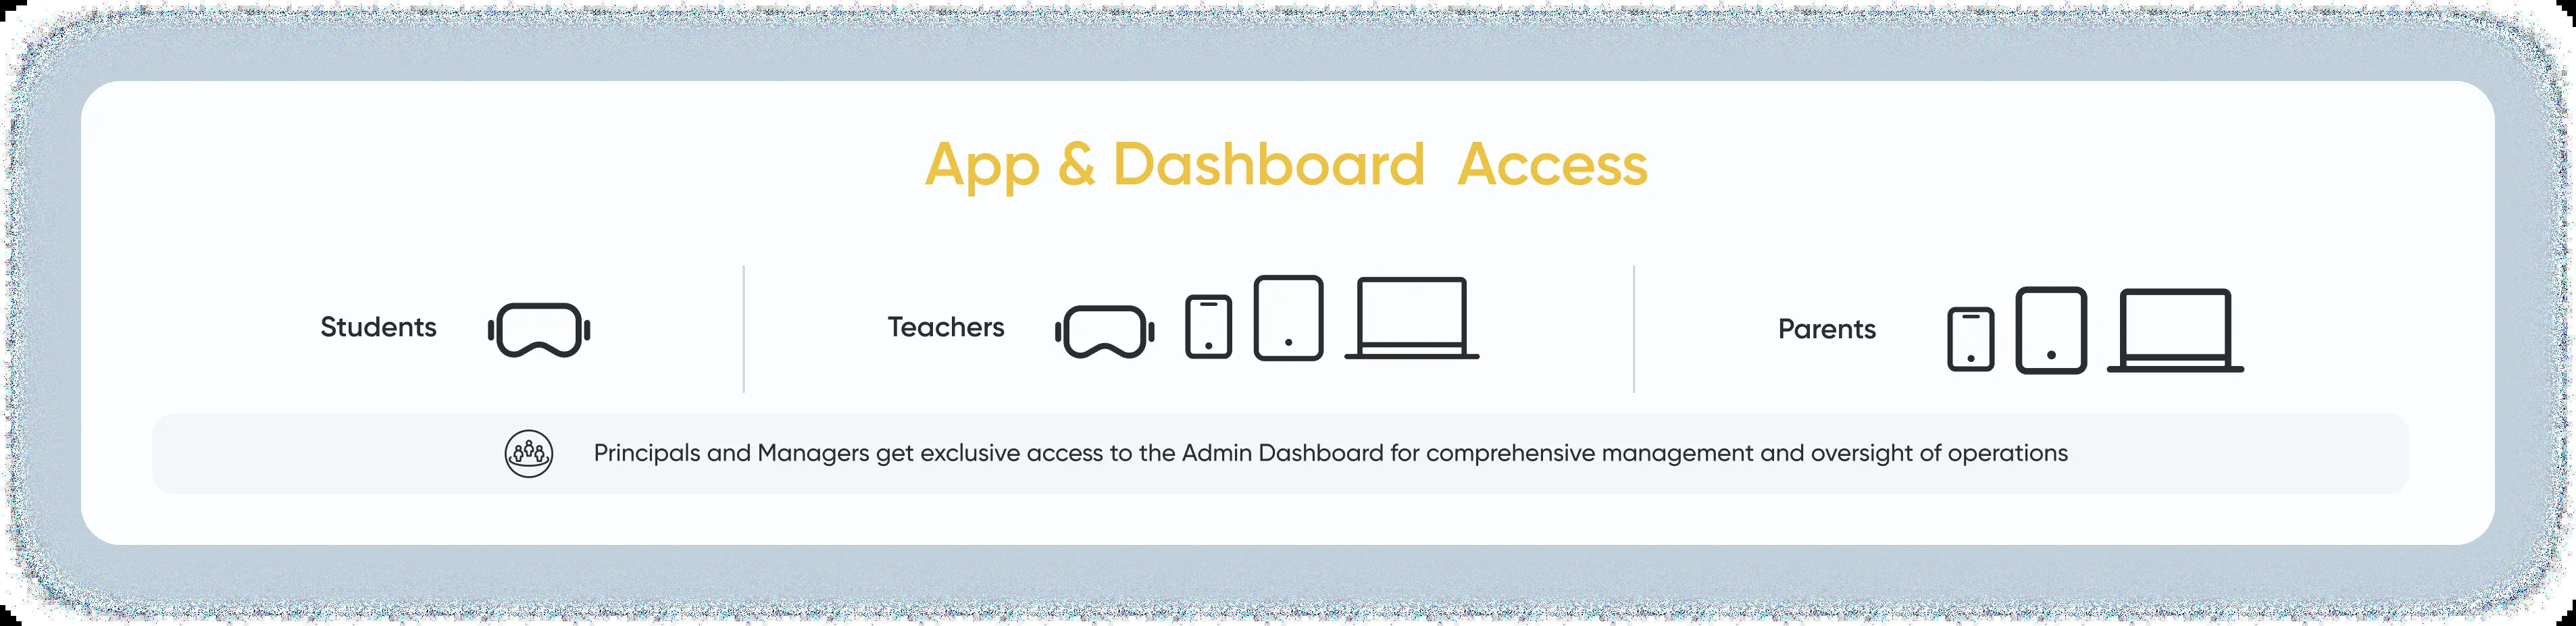 App & Dashboard  Access
Students
Teachers
Parents
Principals and Managers get exclusive access to the Admin Dashboard for comprehensive management and oversight of operations